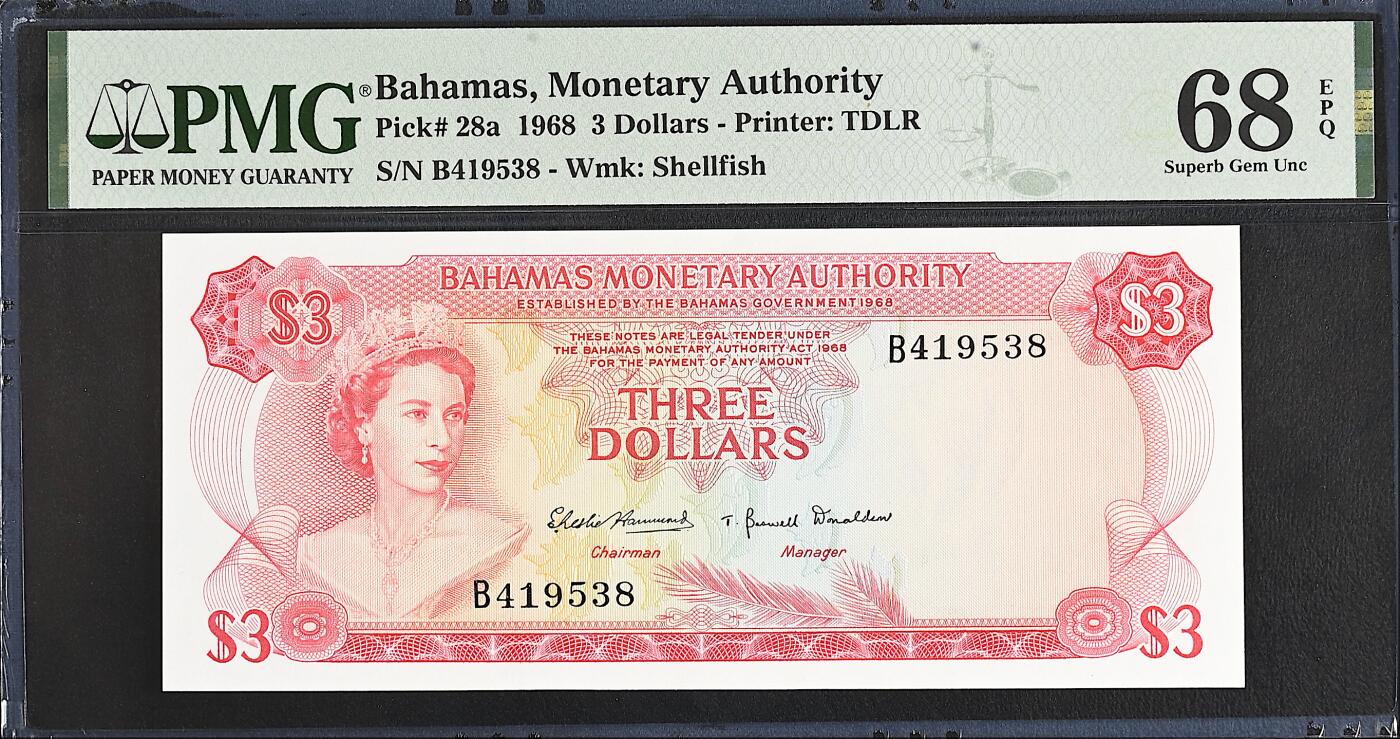 PMG®
PAPER MONEY GUARANTY
Bahamas, Monetary Authority
Pick# 28a 1968 3 Dollars - Printer: TDLR
S/N B419538 - Wmk: Shellfish
68
EPQ
Superb Gem Unc
$3
BAHAMAS MONETARY AUTHORITY
ESTABLISHED BY THE BAHAMAS GOVERNMENT 1968
$3
THESE NOTES ARE LEGAL TENDER UNDER
THE BAHAMAS MONETARY AUTHORITY ACT 1968
FOR THE PAYMENT OF ANY AMOUNT
B419538
THREE
DOLLARS
T. Baswell Donaldson
Chairman
Manager
B419538
$3
$3